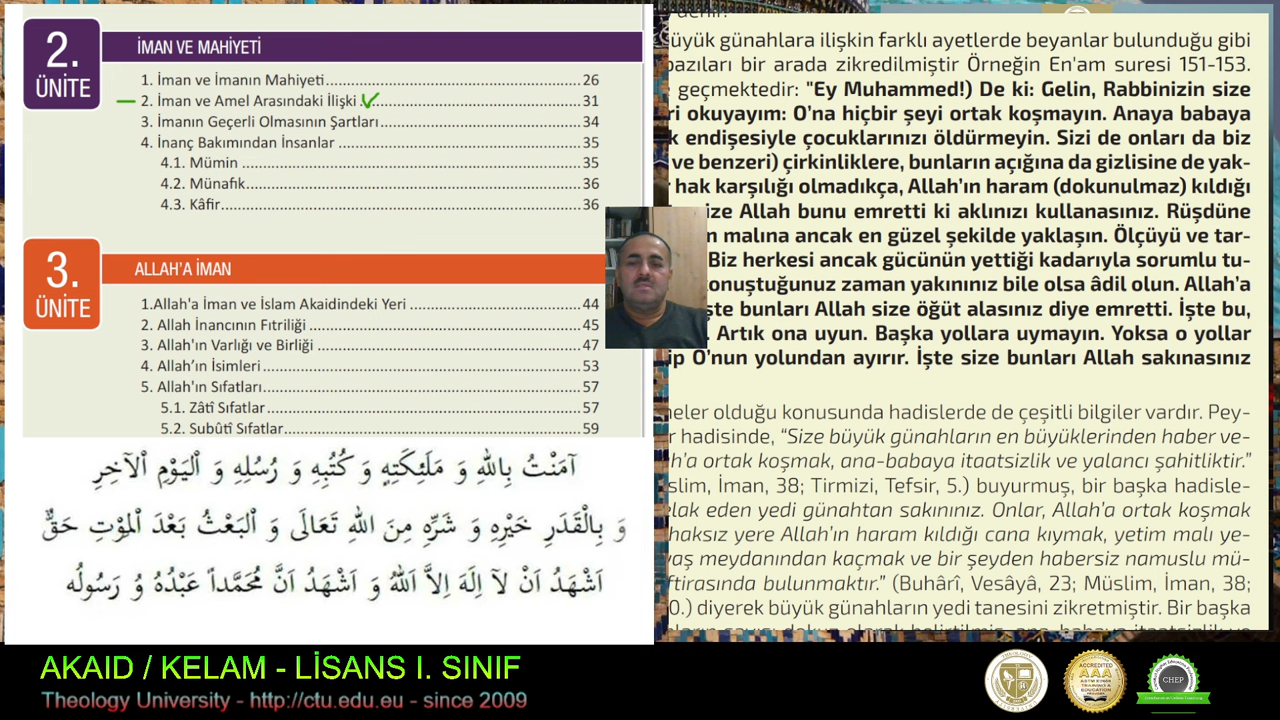 2.
ÜNİTE
İMAN VE MAHİYETİ
1. İman ve İmanın Mahiyeti 26
2. İman ve Amel Arasındaki İlişki 31
3. İmanın Geçerli Olmasının Şartları 34
4. İnanç Bakımından İnsanlar 35
4.1. Mümin 35
4.2. Münafık 36
4.3. Kâfir 36
3.
ÜNİTE
ALLAH'A İMAN
1.Allah'a İman ve İslam Akaidindeki Yeri 44
2. Allah İnancının Fıtriliği 45
3. Allah'ın Varlığı ve Birliği 47
4. Allah'ın İsimleri 53
5. Allah'ın Sıfatları 57
5.1. Zâtî Sıfatlar 57
5.2. Subûtî Sıfatlar 59
آمَنْتُ بِاللهِ وَ مَلٰئِكَتِهِ وَ كُتُبِهِ وَ رُسُلِهِ وَ الْيَوْمِ الْآخِرِ
وَ بِالْقَدَرِ خَيْرِهِ وَ شَرِّهِ مِنَ اللهِ تَعَالَى وَ الْبَعْثُ بَعْدَ الْمَوْتِ حَقٌّ
اَشْهَدُ اَنْ لَآ اِلَهَ اِلاَّ اللهُ وَ اَشْهَدُ اَنَّ مُحَمَّداً عَبْدُهُ وُ رَسُولُه
üyük günahlara ilişkin farklı ayetlerde beyanlar bulunduğu gibi
bazıları bir arada zikredilmiştir Örneğin En'am suresi 151-153.
geçmektedir: "Ey Muhammed!) De ki: Gelin, Rabbinizin size
okuyayım: O'na hiçbir şeyi ortak koşmayın. Anaya babaya
endişesiyle çocuklarınızı öldürmeyin. Sizi de onları da biz
ve benzeri) çirkinliklere, bunların açığına da gizlisine de yak-
hak karşılığı olmadıkça, Allah'ın haram (dokunulmaz) kıldığı
ize Allah bunu emretti ki aklınızı kullanasınız. Rüşdüne
malına ancak en güzel şekilde yaklaşın. Ölçüyü ve tar-
Biz herkesi ancak gücünün yettiği kadarıyla sorumlu tu-
onuştuğunuz zaman yakınınız bile olsa âdil olun. Allah'a
şte bunları Allah size öğüt alasınız diye emretti. İşte bu,
Artık ona uyun. Başka yollara uymayın. Yoksa o yollar
ıp O'nun yolundan ayırır. İşte size bunları Allah sakınasınız
neler olduğu konusunda hadislerde de çeşitli bilgiler vardır. Pey-
r hadisinde, “Size büyük günahların en büyüklerinden haber ve-
h'a ortak koşmak, ana-babaya itaatsizlik ve yalancı şahitliktir.”
slim, İman, 38; Tirmizi, Tefsir, 5.) buyurmuş, bir başka hadisle-
lak eden yedi günahtan sakınınız. Onlar, Allah'a ortak koşmak
haksız yere Allah'ın haram kıldığı cana kıymak, yetim malı ye-
vaş meydanından kaçmak ve bir şeyden habersiz namuslu mü-
ftirasında bulunmaktır.” (Buhârî, Vesâyâ, 23; Müslim, İman, 38;
0.) diyerek büyük günahların yedi tanesini zikretmiştir. Bir başka
AKAID / KELAM - LİSANS I. SINIF
Theology University - http://ctu.edu.eu - since 2009
ACCREDITED
AAA
CHEP